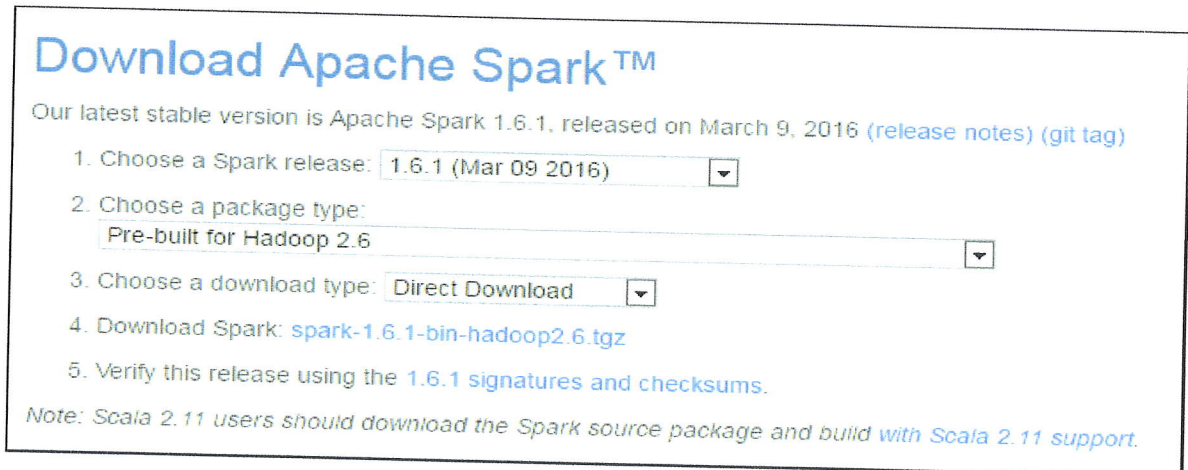 Download Apache Spark™
Our latest stable version is Apache Spark 1.6.1, released on March 9, 2016 (release notes) (git tag)
1. Choose a Spark release: 1.6.1 (Mar 09 2016)
2. Choose a package type:
Pre-built for Hadoop 2.6
3. Choose a download type: Direct Download
4. Download Spark: spark-1.6.1-bin-hadoop2.6.tgz
5. Verify this release using the 1.6.1 signatures and checksums.
Note: Scala 2.11 users should download the Spark source package and build with Scala 2.11 support.